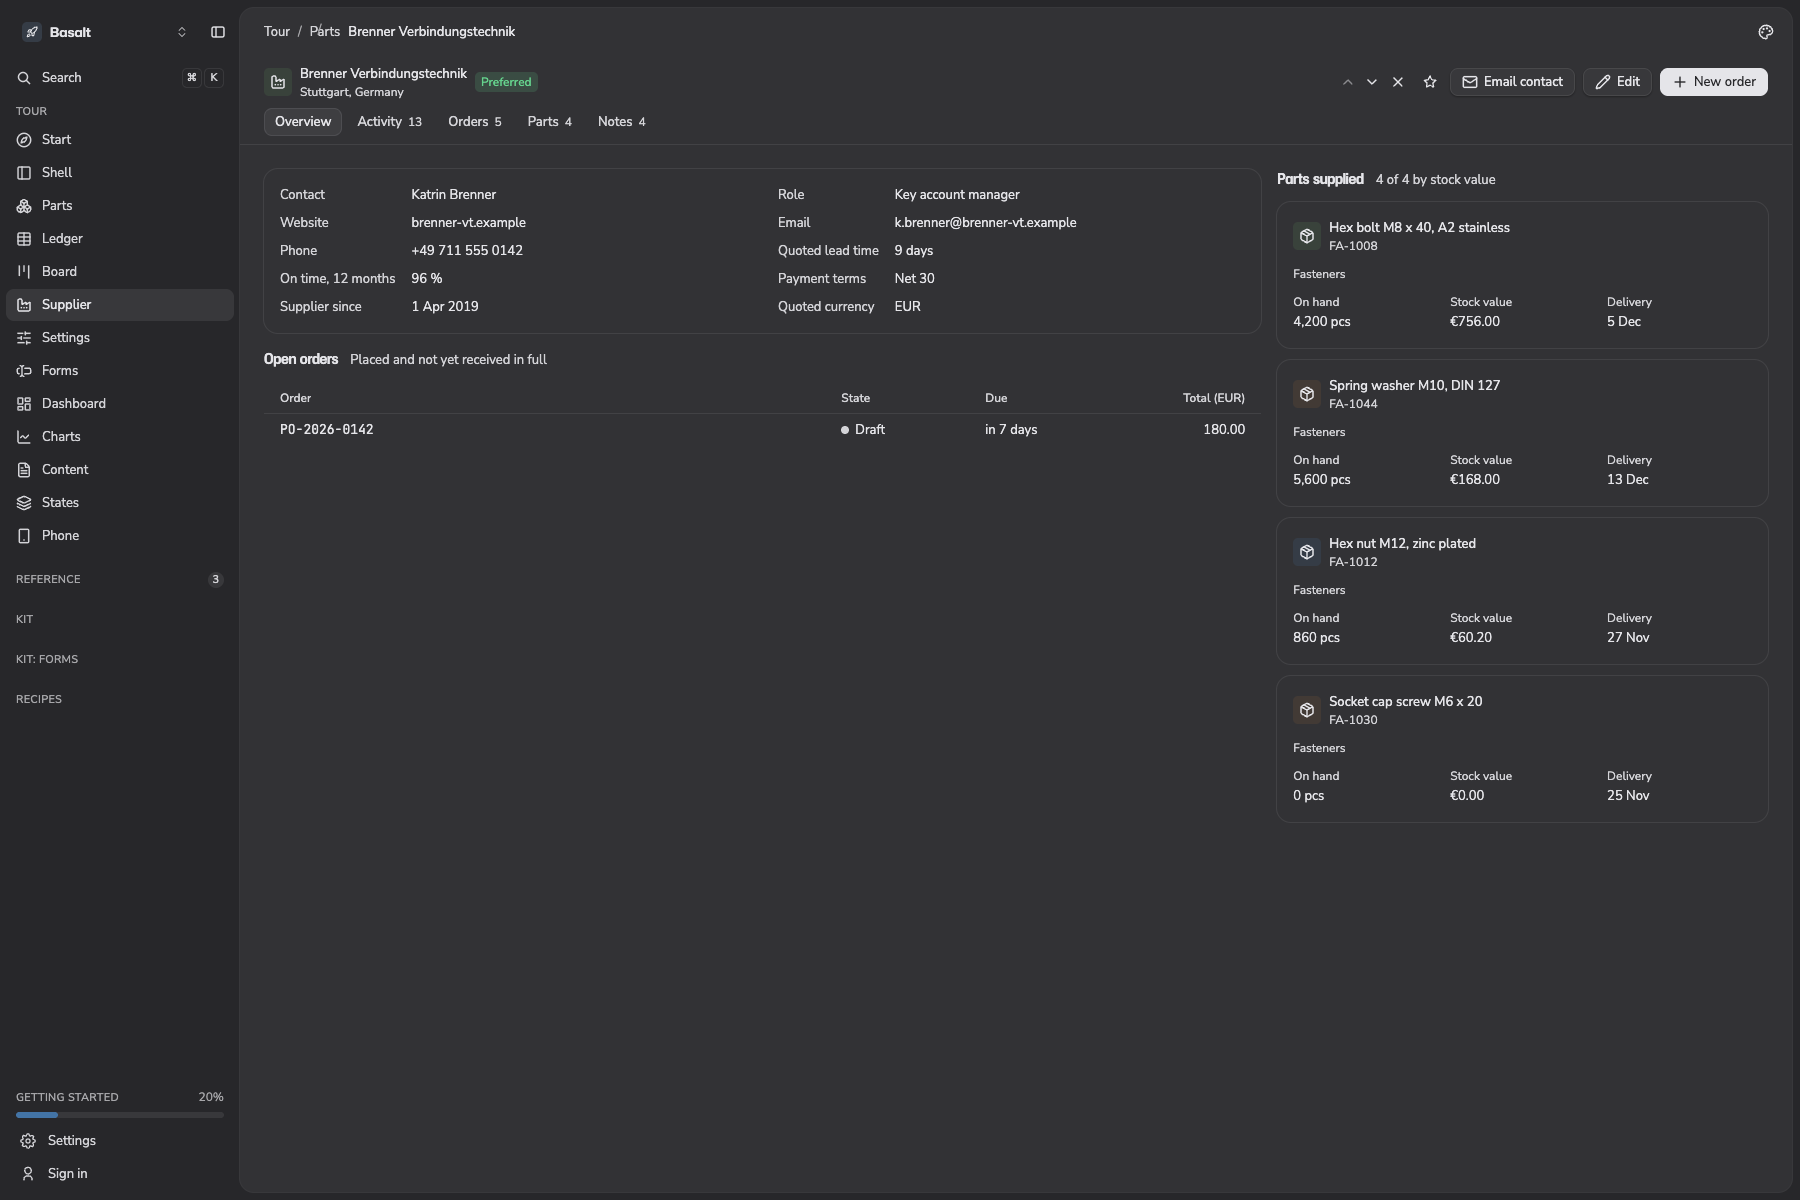 Basalt
Search ⌘ K
TOUR
Start
Shell
Parts
Ledger
Board
Supplier
Settings
Forms
Dashboard
Charts
Content
States
Phone
REFERENCE 3
KIT
KIT: FORMS
RECIPES
GETTING STARTED 20%
Settings
Sign in
Tour / Parts Brenner Verbindungstechnik
Brenner Verbindungstechnik Preferred
Stuttgart, Germany
Email contact Edit New order
Overview Activity 13 Orders 5 Parts 4 Notes 4
Contact Katrin Brenner Role Key account manager
Website brenner-vt.example Email k.brenner@brenner-vt.example
Phone +49 711 555 0142 Quoted lead time 9 days
On time, 12 months 96 % Payment terms Net 30
Supplier since 1 Apr 2019 Quoted currency EUR
Open orders Placed and not yet received in full
Order State Due Total (EUR)
PO-2026-0142 Draft in 7 days 180.00
Parts supplied 4 of 4 by stock value
Hex bolt M8 x 40, A2 stainless
FA-1008
Fasteners
On hand Stock value Delivery
4,200 pcs €756.00 5 Dec
Spring washer M10, DIN 127
FA-1044
Fasteners
On hand Stock value Delivery
5,600 pcs €168.00 13 Dec
Hex nut M12, zinc plated
FA-1012
Fasteners
On hand Stock value Delivery
860 pcs €60.20 27 Nov
Socket cap screw M6 x 20
FA-1030
Fasteners
On hand Stock value Delivery
0 pcs €0.00 25 Nov